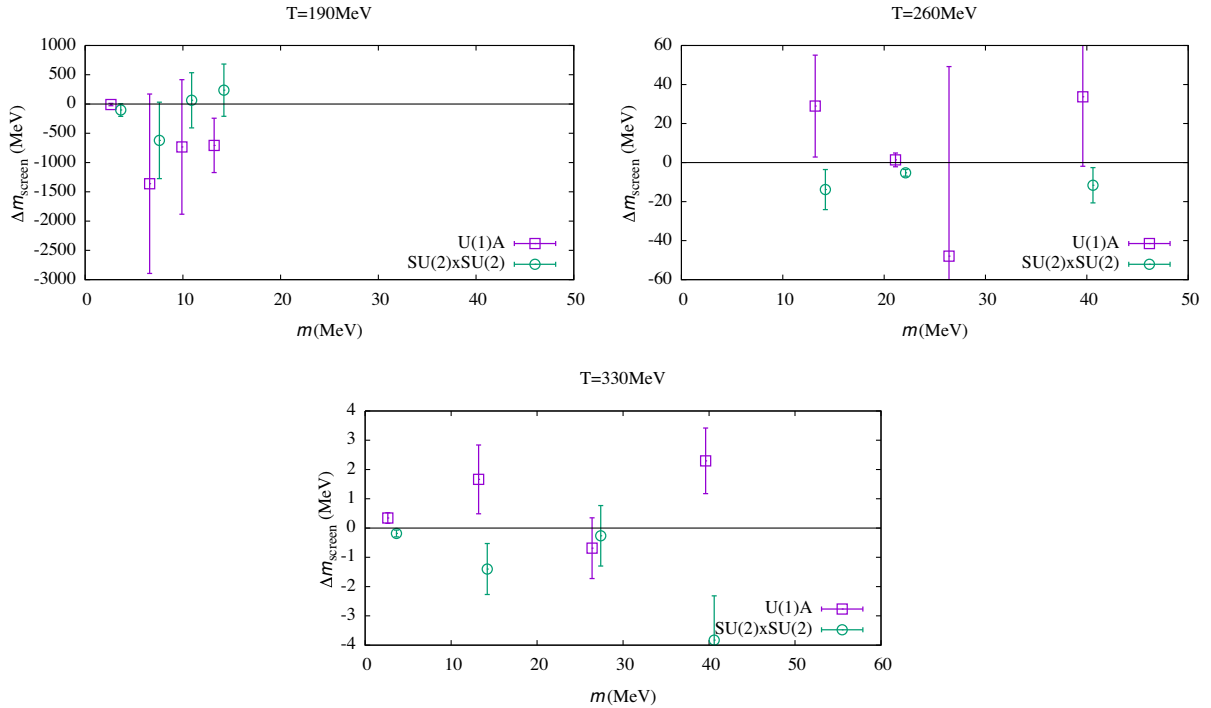 T=190MeV
1000
500
0
-500
-1000
-1500
-2000
-2500
-3000
Δm_screen (MeV)
U(1)A
SU(2)xSU(2)
0 10 20 30 40 50
m(MeV)
T=260MeV
60
40
20
0
-20
-40
-60
Δm_screen (MeV)
U(1)A
SU(2)xSU(2)
0 10 20 30 40 50
m(MeV)
T=330MeV
4
3
2
1
0
-1
-2
-3
-4
Δm_screen (MeV)
U(1)A
SU(2)xSU(2)
0 10 20 30 40 50 60
m(MeV)